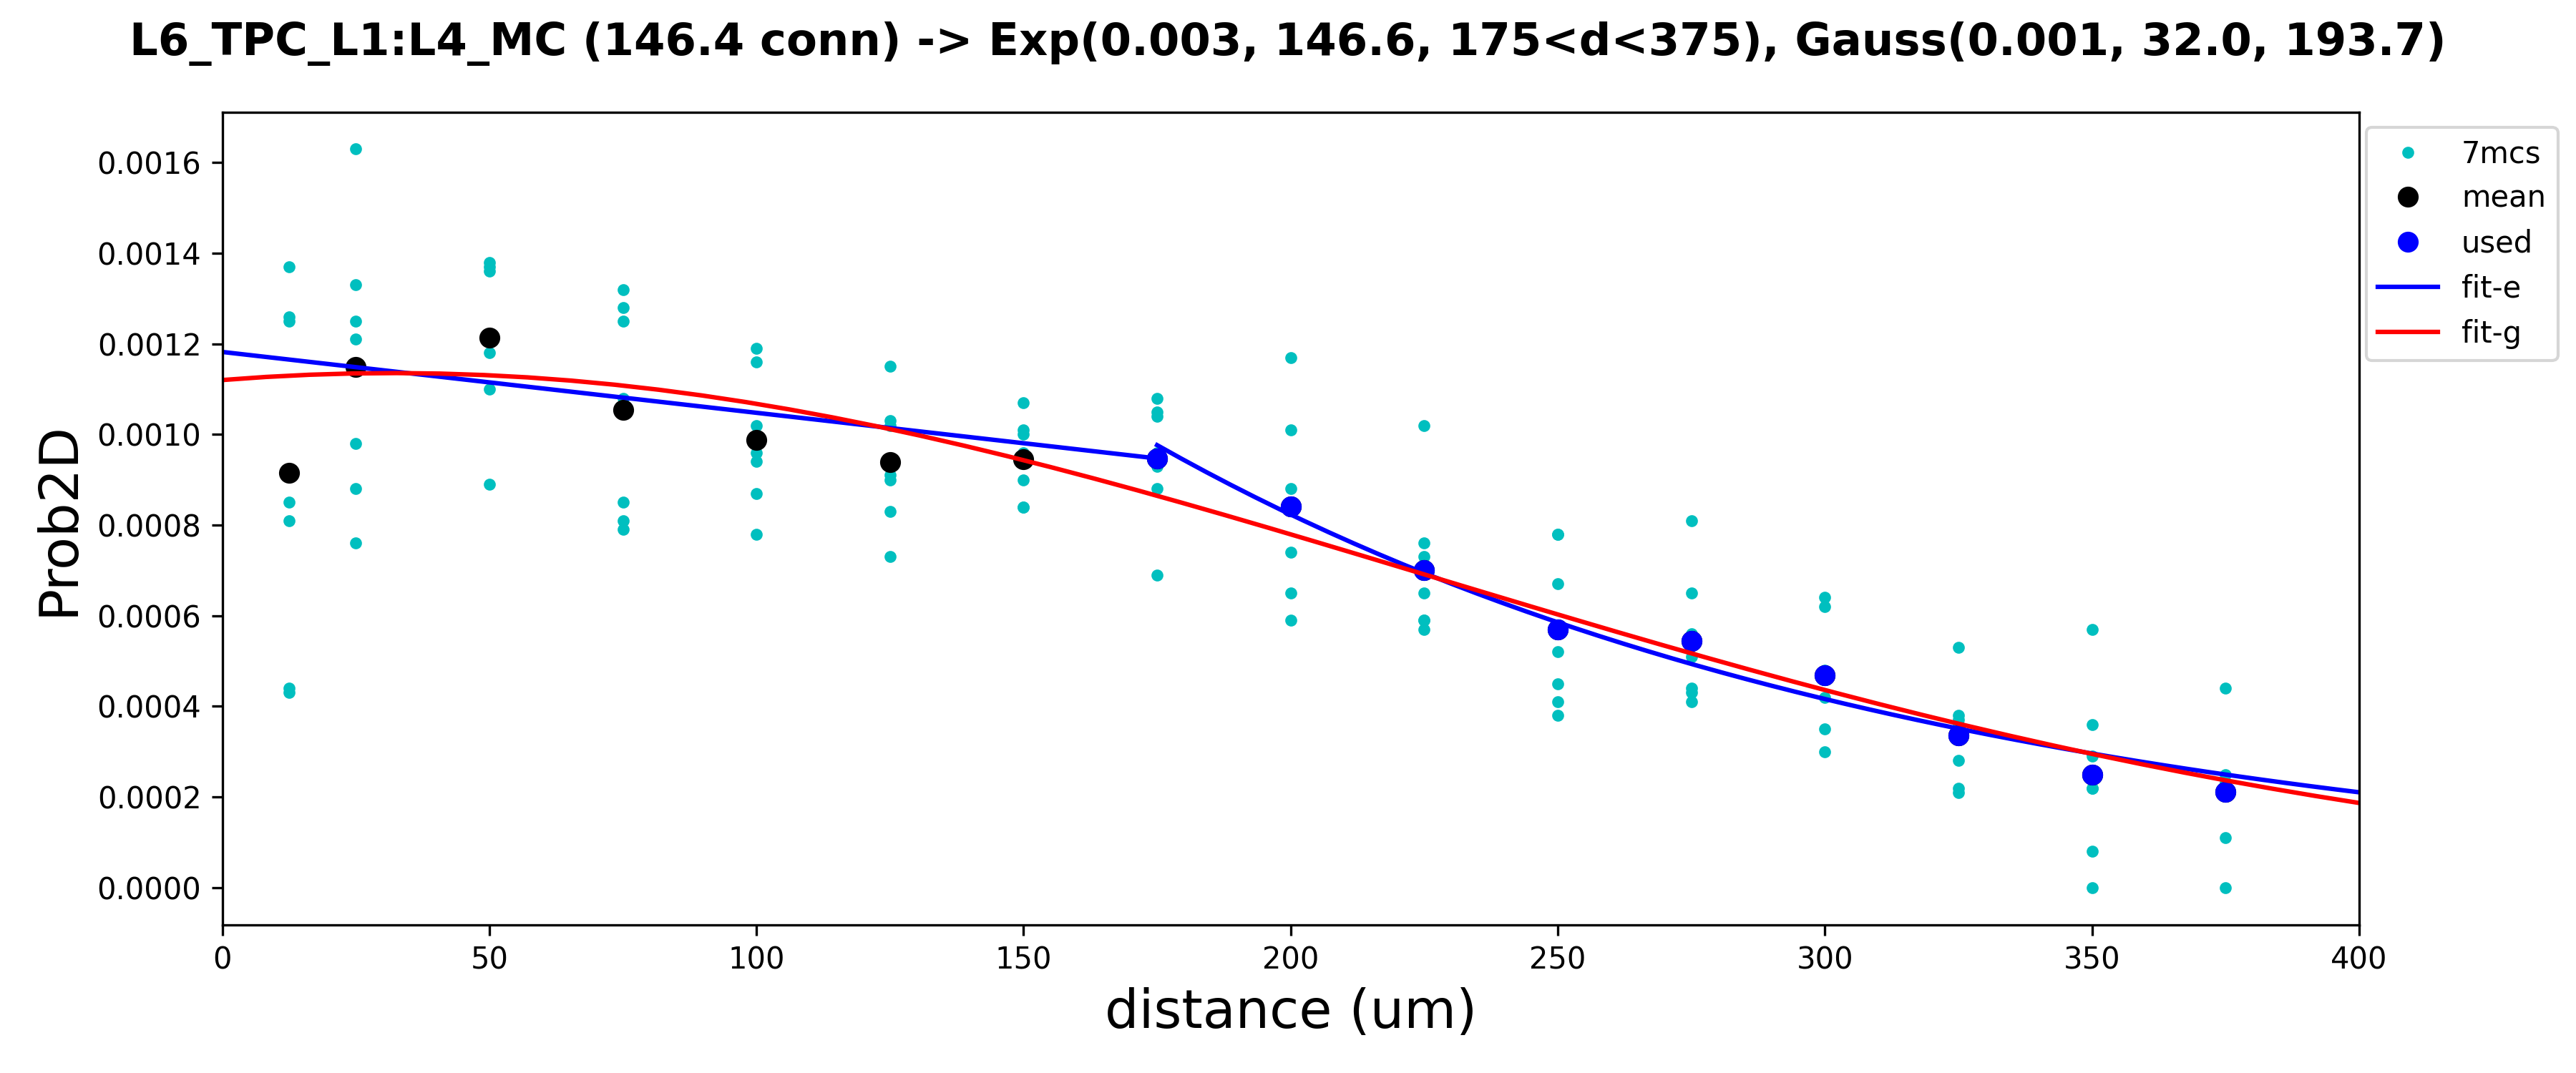 L6_TPC_L1:L4_MC (146.4 conn) -> Exp(0.003, 146.6, 175<d<375), Gauss(0.001, 32.0, 193.7)
7mcs
mean
used
fit-e
fit-g
Prob2D
0.0016
0.0014
0.0012
0.0010
0.0008
0.0006
0.0004
0.0002
0.0000
0 50 100 150 200 250 300 350 400
distance (um)